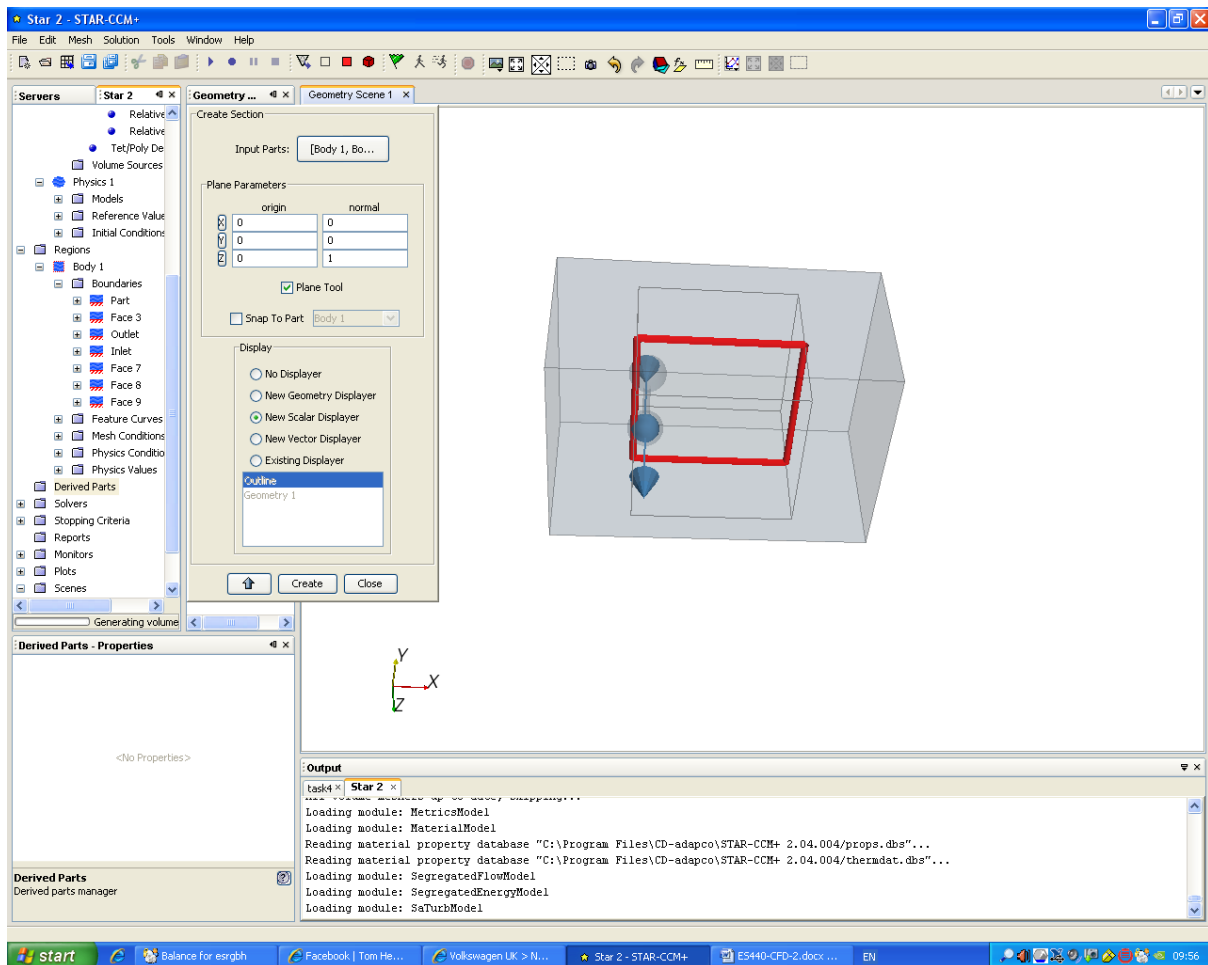 Star 2 - STAR-CCM+
File Edit Mesh Solution Tools Window Help
Servers
Star 2
Geometry ...
Geometry Scene 1
Relative
Relative
Tet/Poly De
Volume Sources
Physics 1
Models
Reference Value
Initial Conditions
Regions
Body 1
Boundaries
Part
Face 3
Outlet
Inlet
Face 7
Face 8
Face 9
Feature Curves
Mesh Conditions
Physics Conditio
Physics Values
Derived Parts
Solvers
Stopping Criteria
Reports
Monitors
Plots
Scenes
Generating volume
Create Section
Input Parts: [Body 1, Bo...
Plane Parameters
origin normal
X 0 0
Y 0 0
Z 0 1
Plane Tool
Snap To Part Body 1
Display
No Displayer
New Geometry Displayer
New Scalar Displayer
New Vector Displayer
Existing Displayer
Outline
Geometry 1
Create Close
Y
X
Z
Derived Parts - Properties
<No Properties>
Derived Parts
Derived parts manager
Output
task4 Star 2
All volume meshers up to date, skipping...
Loading module: MetricsModel
Loading module: MaterialModel
Reading material property database "C:\Program Files\CD-adapco\STAR-CCM+ 2.04.004/props.dbs"...
Reading material property database "C:\Program Files\CD-adapco\STAR-CCM+ 2.04.004/thermdat.dbs"...
Loading module: SegregatedFlowModel
Loading module: SegregatedEnergyModel
Loading module: SaTurbModel
start
Balance for esrgbh
Facebook | Tom He...
Volkswagen UK > N...
Star 2 - STAR-CCM+
ES440-CFD-2.docx ...
EN
09:56